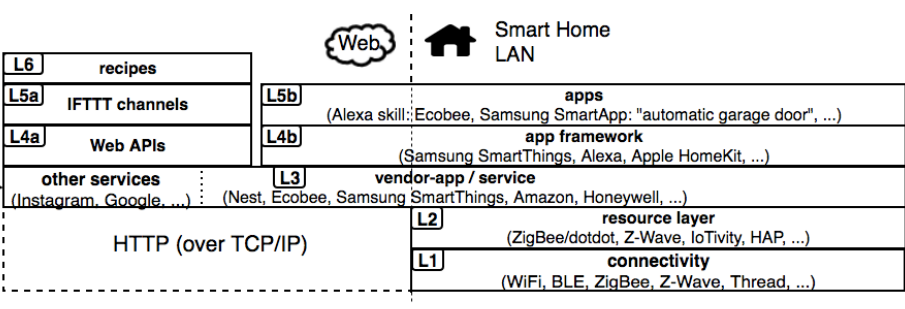 Web
Smart Home
LAN
L6
recipes
L5a
IFTTT channels
L5b
apps
(Alexa skill: Ecobee, Samsung SmartApp: "automatic garage door", ...)
L4a
Web APIs
L4b
app framework
(Samsung SmartThings, Alexa, Apple HomeKit, ...)
other services
(Instagram, Google, ...)
L3
vendor-app / service
(Nest, Ecobee, Samsung SmartThings, Amazon, Honeywell, ...)
HTTP (over TCP/IP)
L2
resource layer
(ZigBee/dotdot, Z-Wave, IoTivity, HAP, ...)
L1
connectivity
(WiFi, BLE, ZigBee, Z-Wave, Thread, ...)